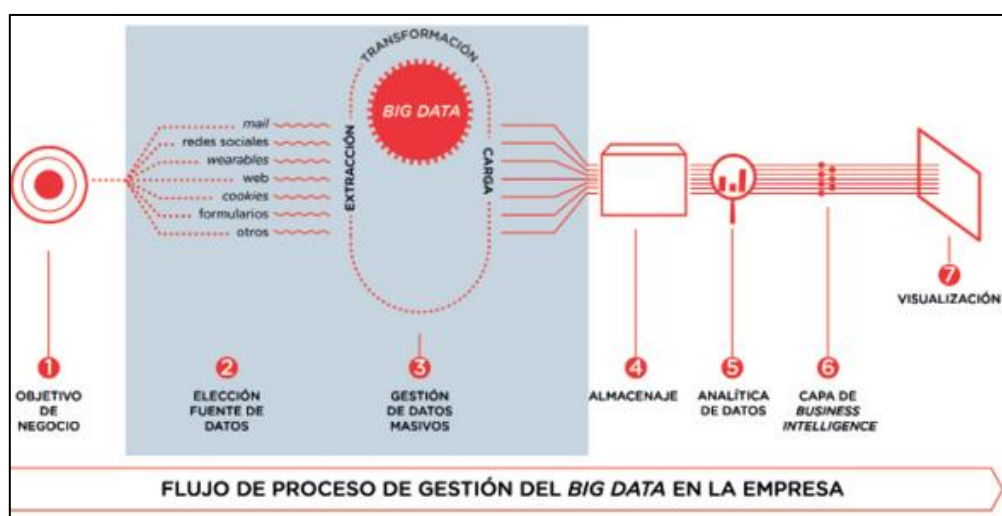 TRANSFORMACIÓN
BIG DATA
EXTRACCIÓN
CARGA
mail
redes sociales
wearables
web
cookies
formularios
otros
1
OBJETIVO
DE
NEGOCIO
2
ELECCIÓN
FUENTE DE
DATOS
3
GESTIÓN
DE DATOS
MASIVOS
4
ALMACENAJE
5
ANALÍTICA
DE DATOS
6
CAPA DE
BUSINESS
INTELLIGENCE
7
VISUALIZACIÓN
FLUJO DE PROCESO DE GESTIÓN DEL BIG DATA EN LA EMPRESA